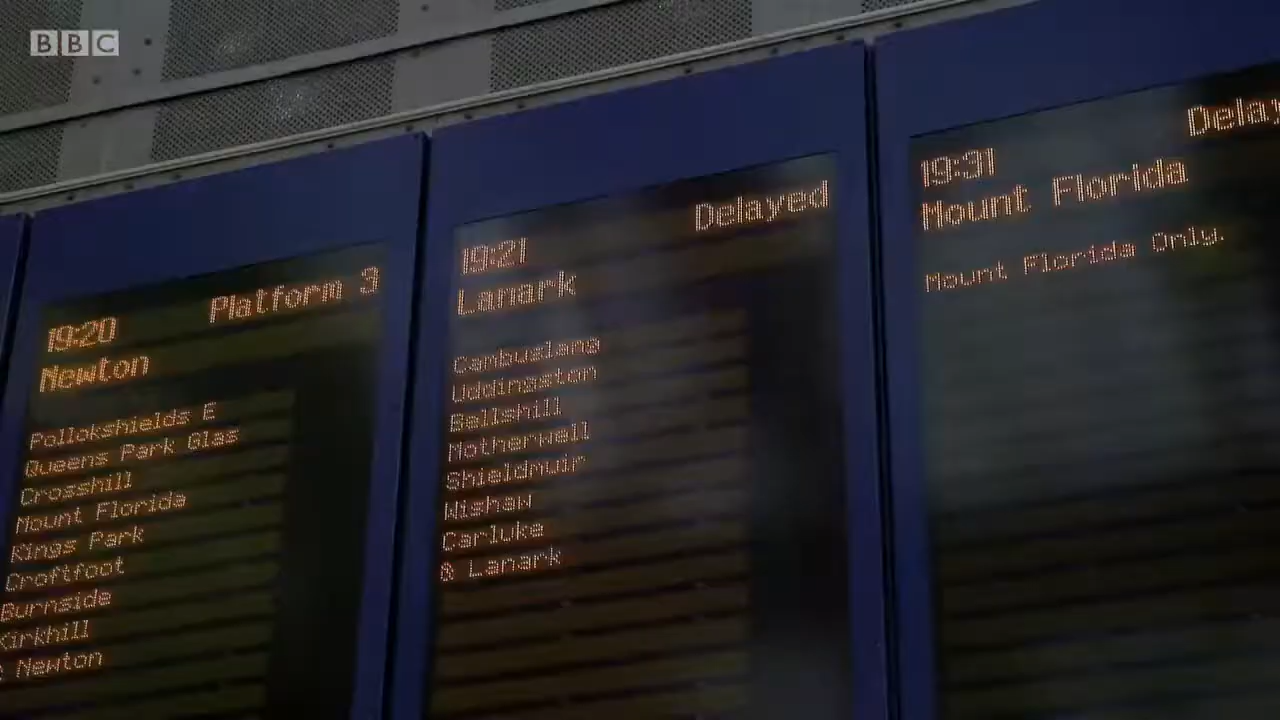 BBC
Platform 3
19:20
Newton
Pollokshields E
Queens Park Glas
Crosshill
Mount Florida
Kings Park
Croftfoot
Burnside
Kirkhill
& Newton
Delayed
19:21
Lanark
Cambuslang
Uddingston
Bellshill
Motherwell
Shieldmuir
Wishaw
Carluke
& Lanark
Delay
19:31
Mount Florida
Mount Florida Only.